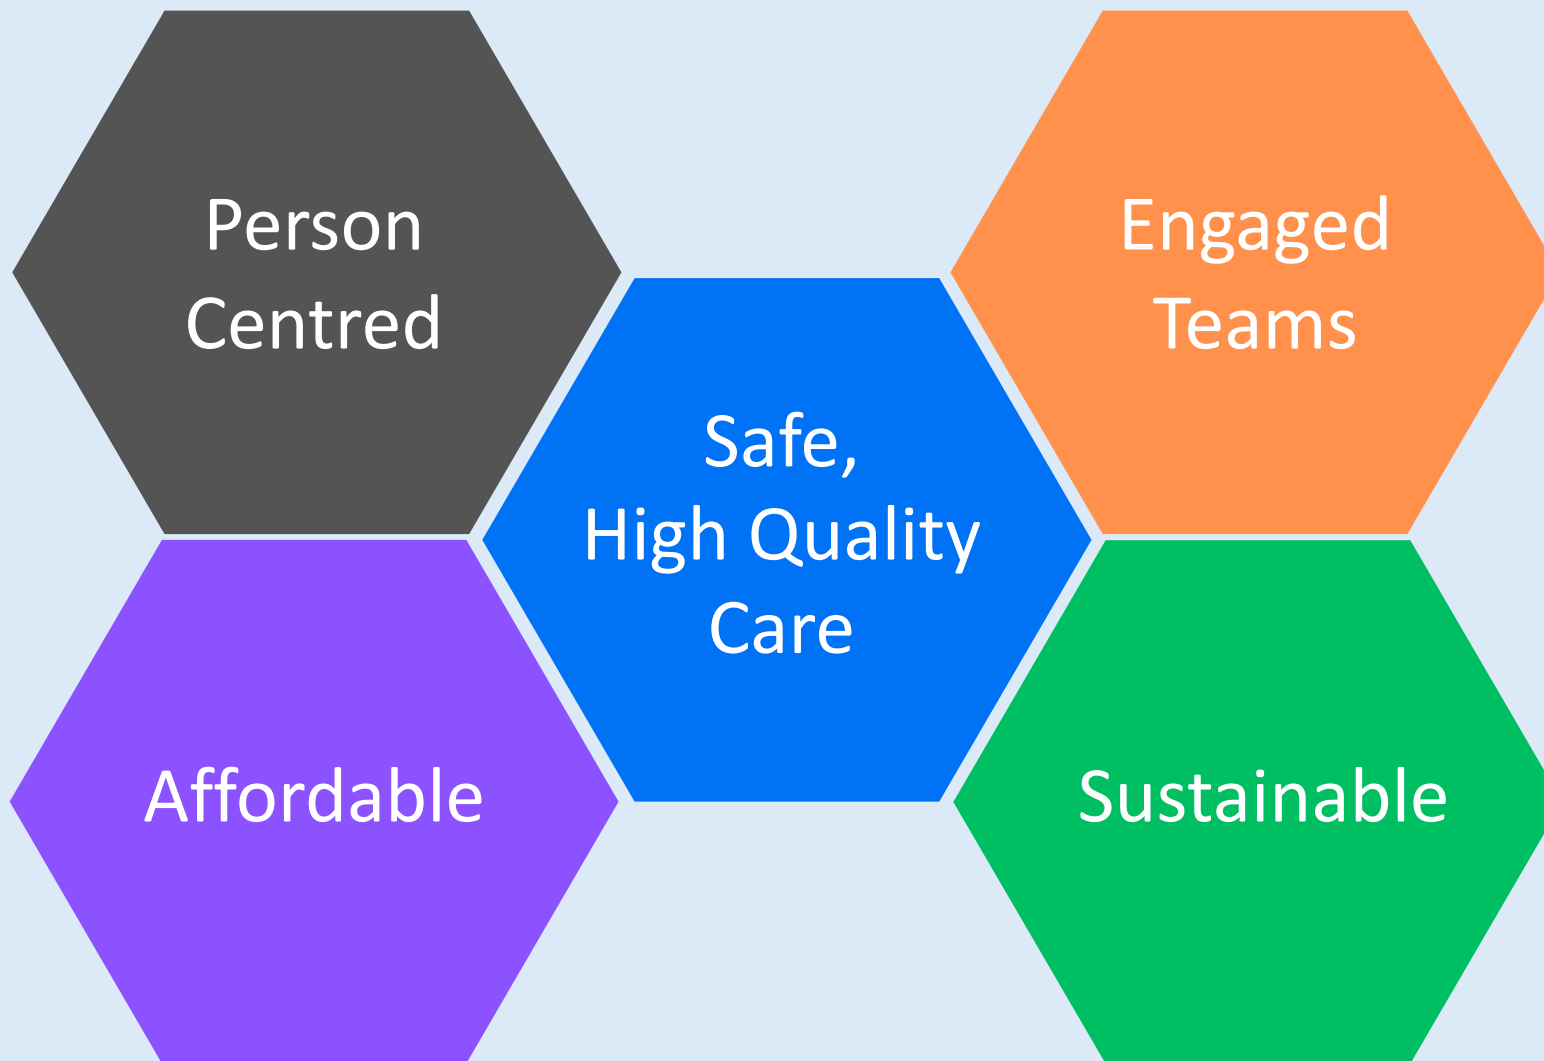 Person
Centred
Engaged
Teams
Safe,
High Quality
Care
Affordable
Sustainable